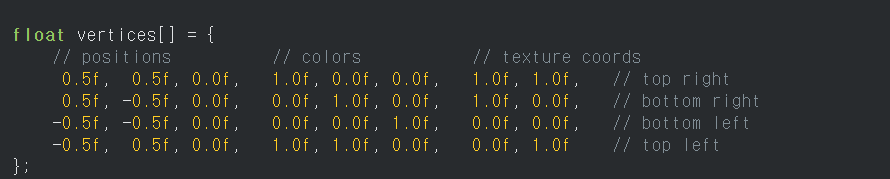 float vertices[] = {
    // positions          // colors           // texture coords
     0.5f,  0.5f, 0.0f,   1.0f, 0.0f, 0.0f,   1.0f, 1.0f,   // top right
     0.5f, -0.5f, 0.0f,   0.0f, 1.0f, 0.0f,   1.0f, 0.0f,   // bottom right
    -0.5f, -0.5f, 0.0f,   0.0f, 0.0f, 1.0f,   0.0f, 0.0f,   // bottom left
    -0.5f,  0.5f, 0.0f,   1.0f, 1.0f, 0.0f,   0.0f, 1.0f    // top left
};